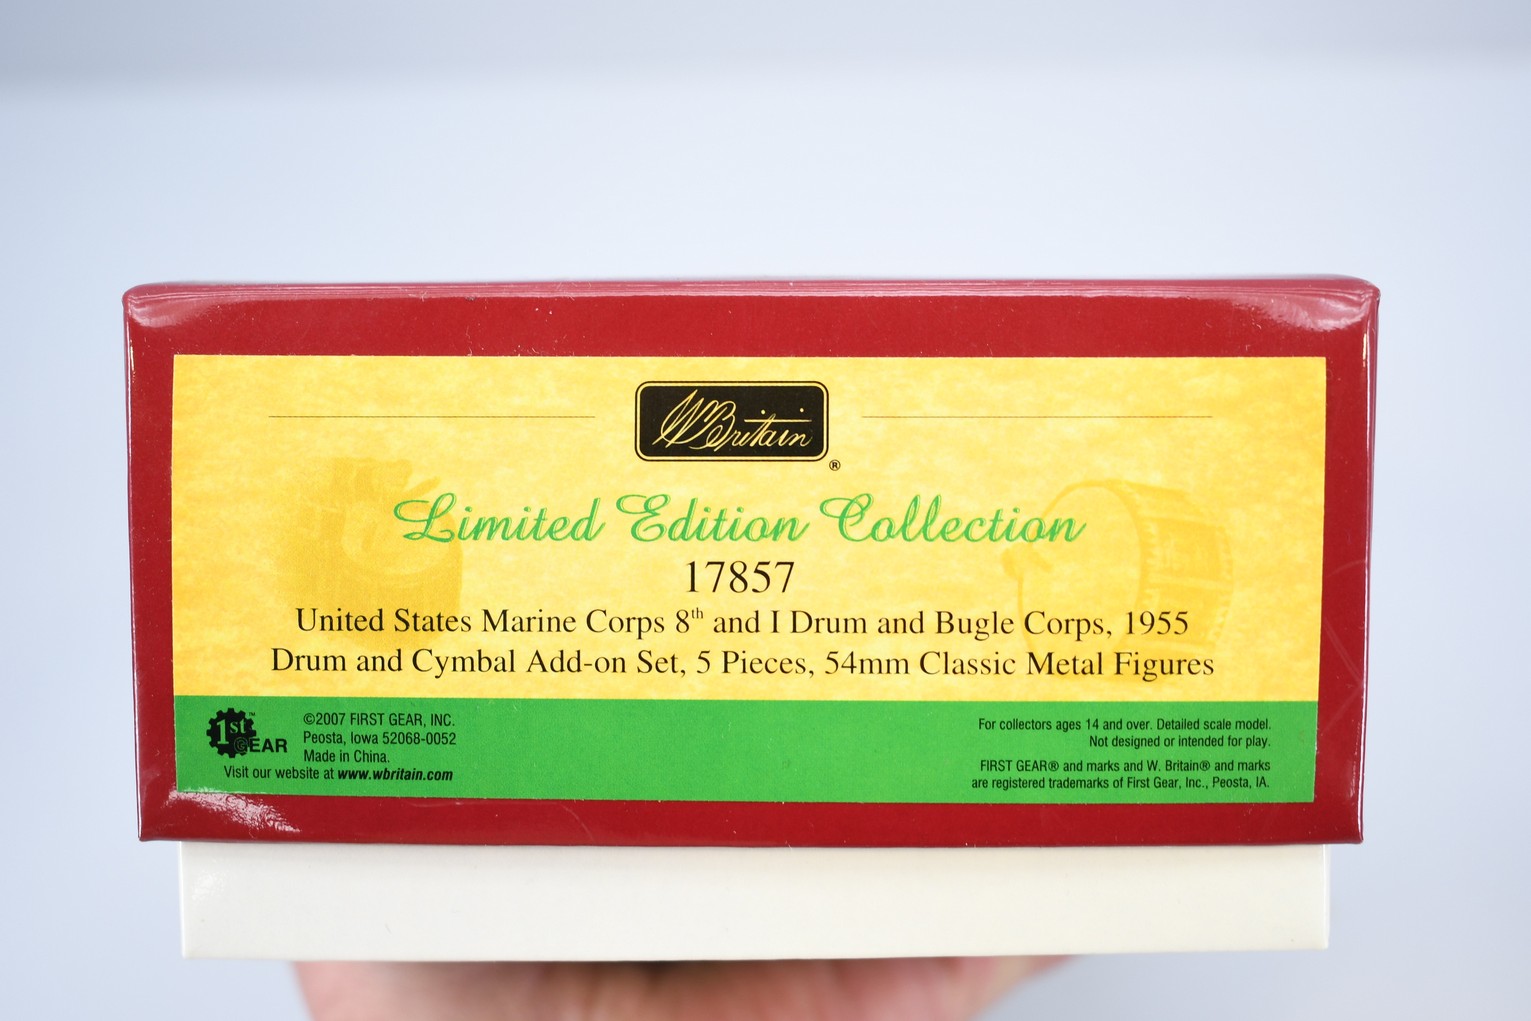 WBritain
®
Limited Edition Collection
17857
United States Marine Corps 8th and I Drum and Bugle Corps, 1955
Drum and Cymbal Add-on Set, 5 Pieces, 54mm Classic Metal Figures
1st GEAR ™
©2007 FIRST GEAR, INC.
Peosta, Iowa 52068-0052
Made in China.
Visit our website at www.wbritain.com
For collectors ages 14 and over. Detailed scale model.
Not designed or intended for play.
FIRST GEAR® and marks and W. Britain® and marks
are registered trademarks of First Gear, Inc., Peosta, IA.